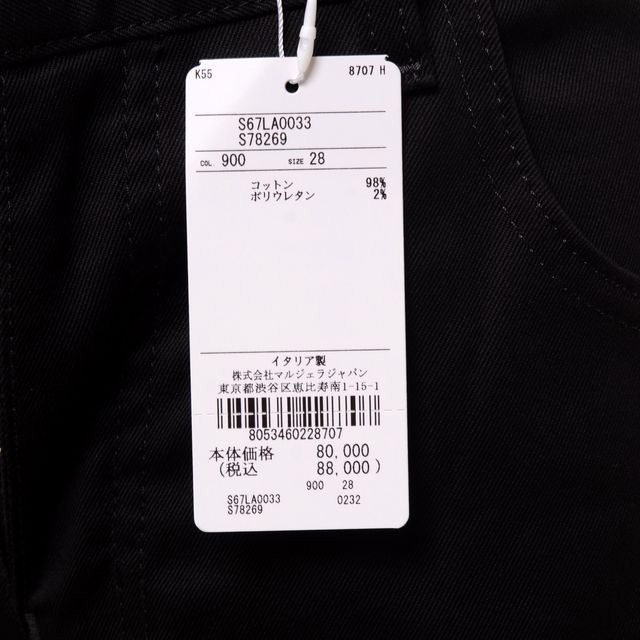 K55 8707 H
S67LA0033
S78269
COL. 900 SIZE 28
コットン 98%
ポリウレタン 2%
イタリア製
株式会社マルジェラジャパン
東京都渋谷区恵比寿南1-15-1
8053460228707
本体価格 80,000
(税込 88,000)
900 28
S67LA0033 0232
S78269